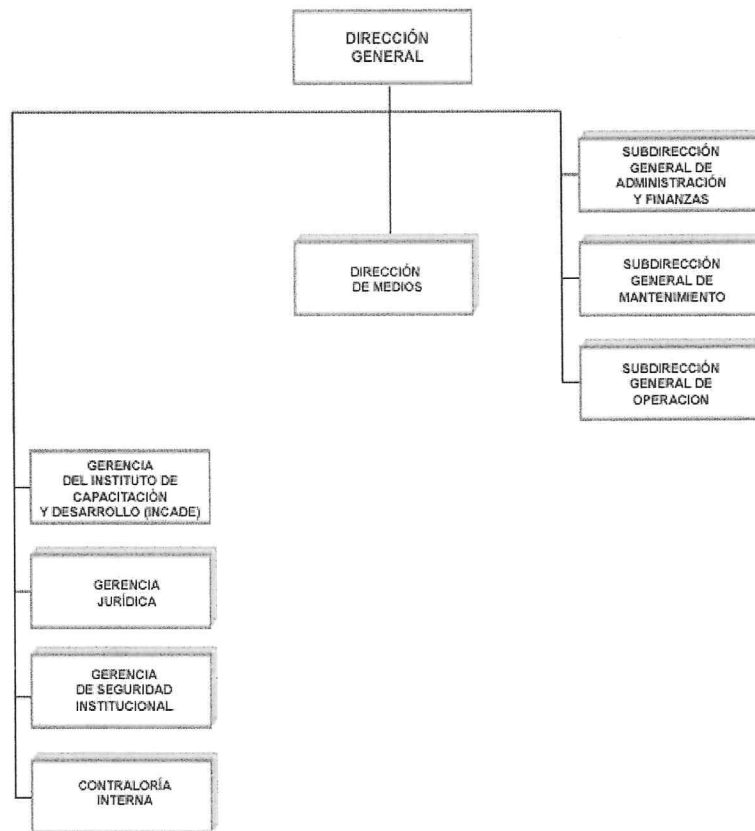 DIRECCIÓN
GENERAL
SUBDIRECCIÓN
GENERAL DE
ADMINISTRACIÓN
Y FINANZAS
DIRECCIÓN
DE MEDIOS
SUBDIRECCIÓN
GENERAL DE
MANTENIMIENTO
SUBDIRECCIÓN
GENERAL DE
OPERACION
GERENCIA
DEL INSTITUTO DE
CAPACITACIÓN
Y DESARROLLO (INCADE)
GERENCIA
JURÍDICA
GERENCIA
DE SEGURIDAD
INSTITUCIONAL
CONTRALORÍA
INTERNA